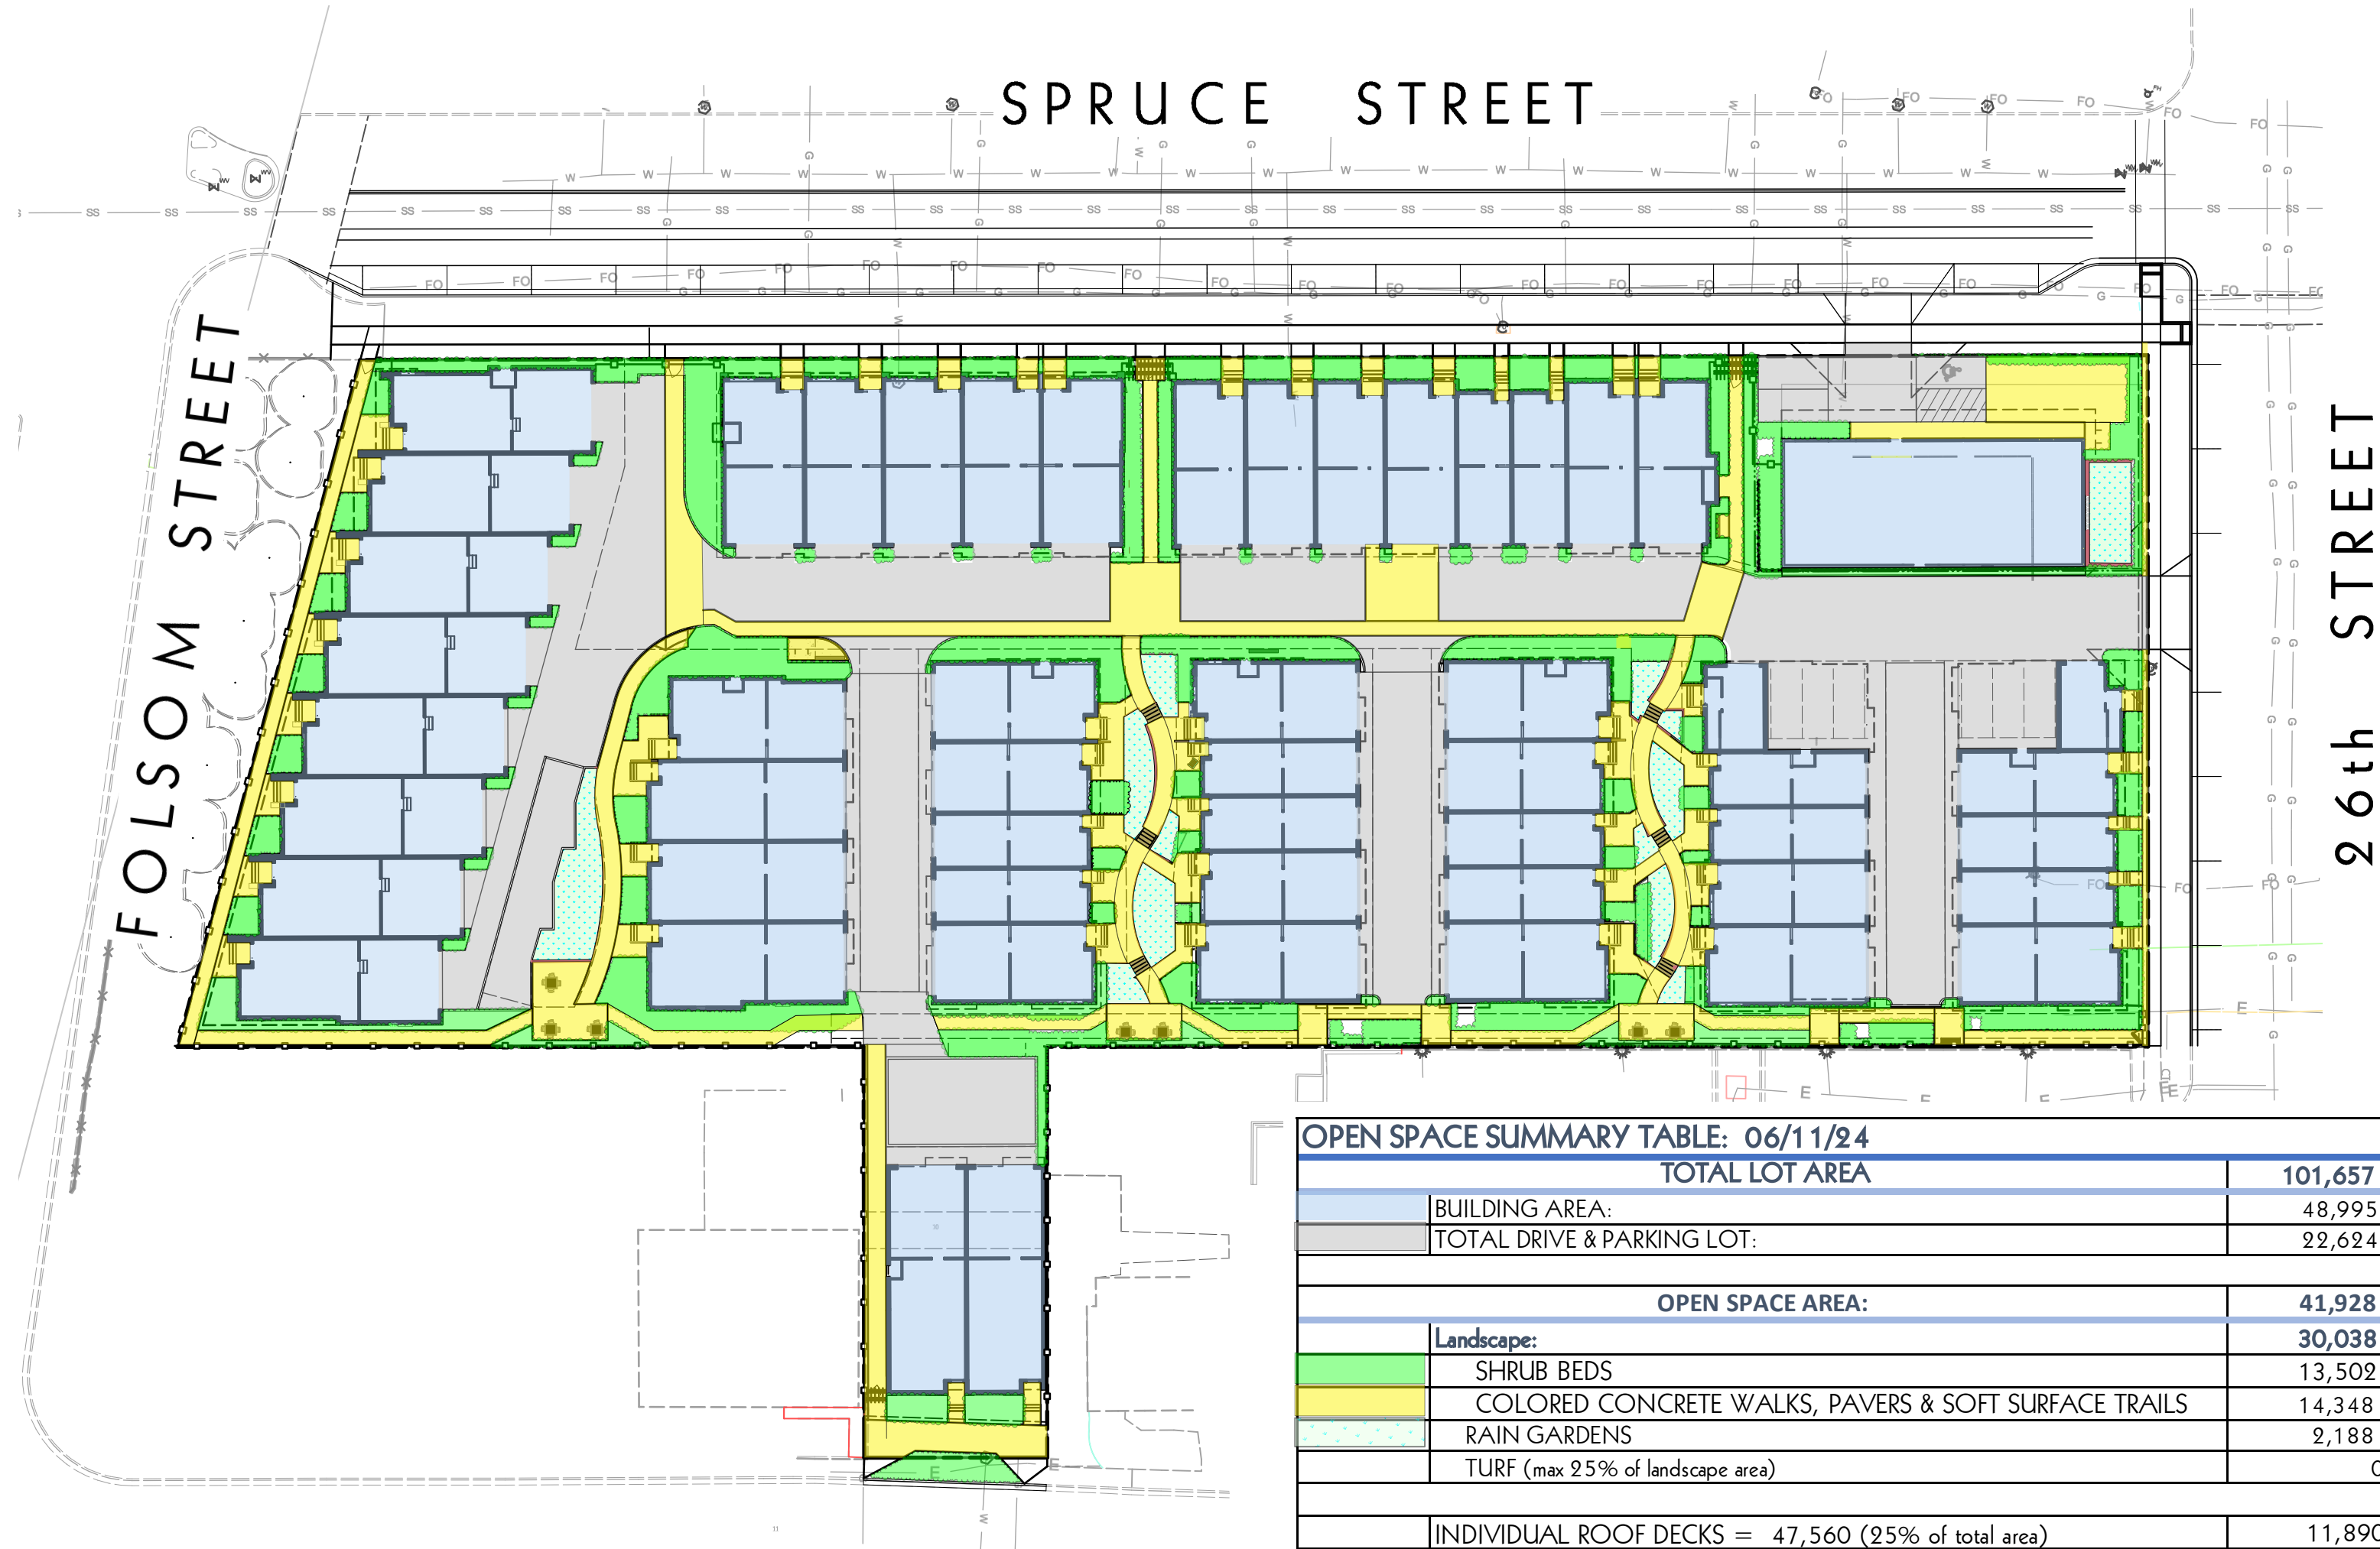 SPRUCE STREET
FOLSOM STREET
26th STREET
OPEN SPACE SUMMARY TABLE: 06/11/24
TOTAL LOT AREA 101,657
BUILDING AREA: 48,995
TOTAL DRIVE & PARKING LOT: 22,624
OPEN SPACE AREA: 41,928
Landscape: 30,038
SHRUB BEDS 13,502
COLORED CONCRETE WALKS, PAVERS & SOFT SURFACE TRAILS 14,348
RAIN GARDENS 2,188
TURF (max 25% of landscape area) 0
INDIVIDUAL ROOF DECKS = 47,560 (25% of total area) 11,890